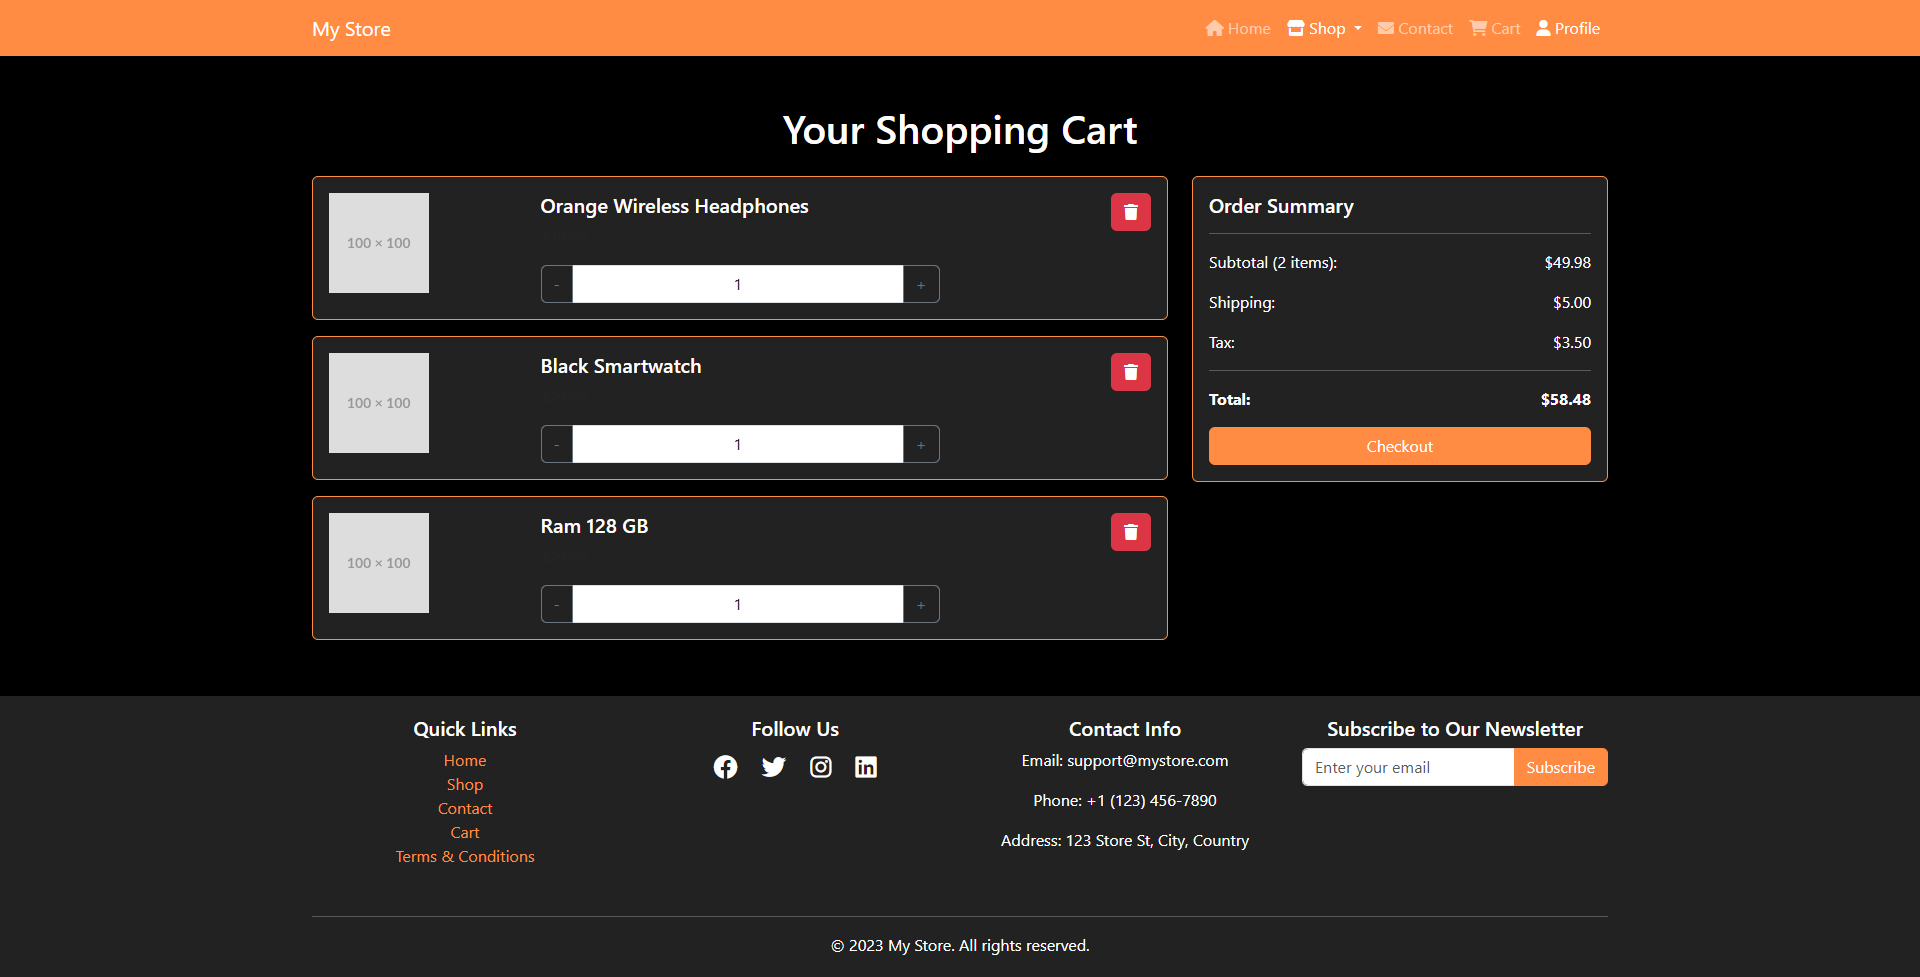 My Store
Home Shop Contact Cart Profile
Your Shopping Cart
100 × 100
Orange Wireless Headphones
- 1 +
100 × 100
Black Smartwatch
- 1 +
100 × 100
Ram 128 GB
- 1 +
Order Summary
Subtotal (2 items): $49.98
Shipping: $5.00
Tax: $3.50
Total: $58.48
Checkout
Quick Links
Home
Shop
Contact
Cart
Terms & Conditions
Follow Us
Contact Info
Email: support@mystore.com
Phone: +1 (123) 456-7890
Address: 123 Store St, City, Country
Subscribe to Our Newsletter
Enter your email Subscribe
© 2023 My Store. All rights reserved.